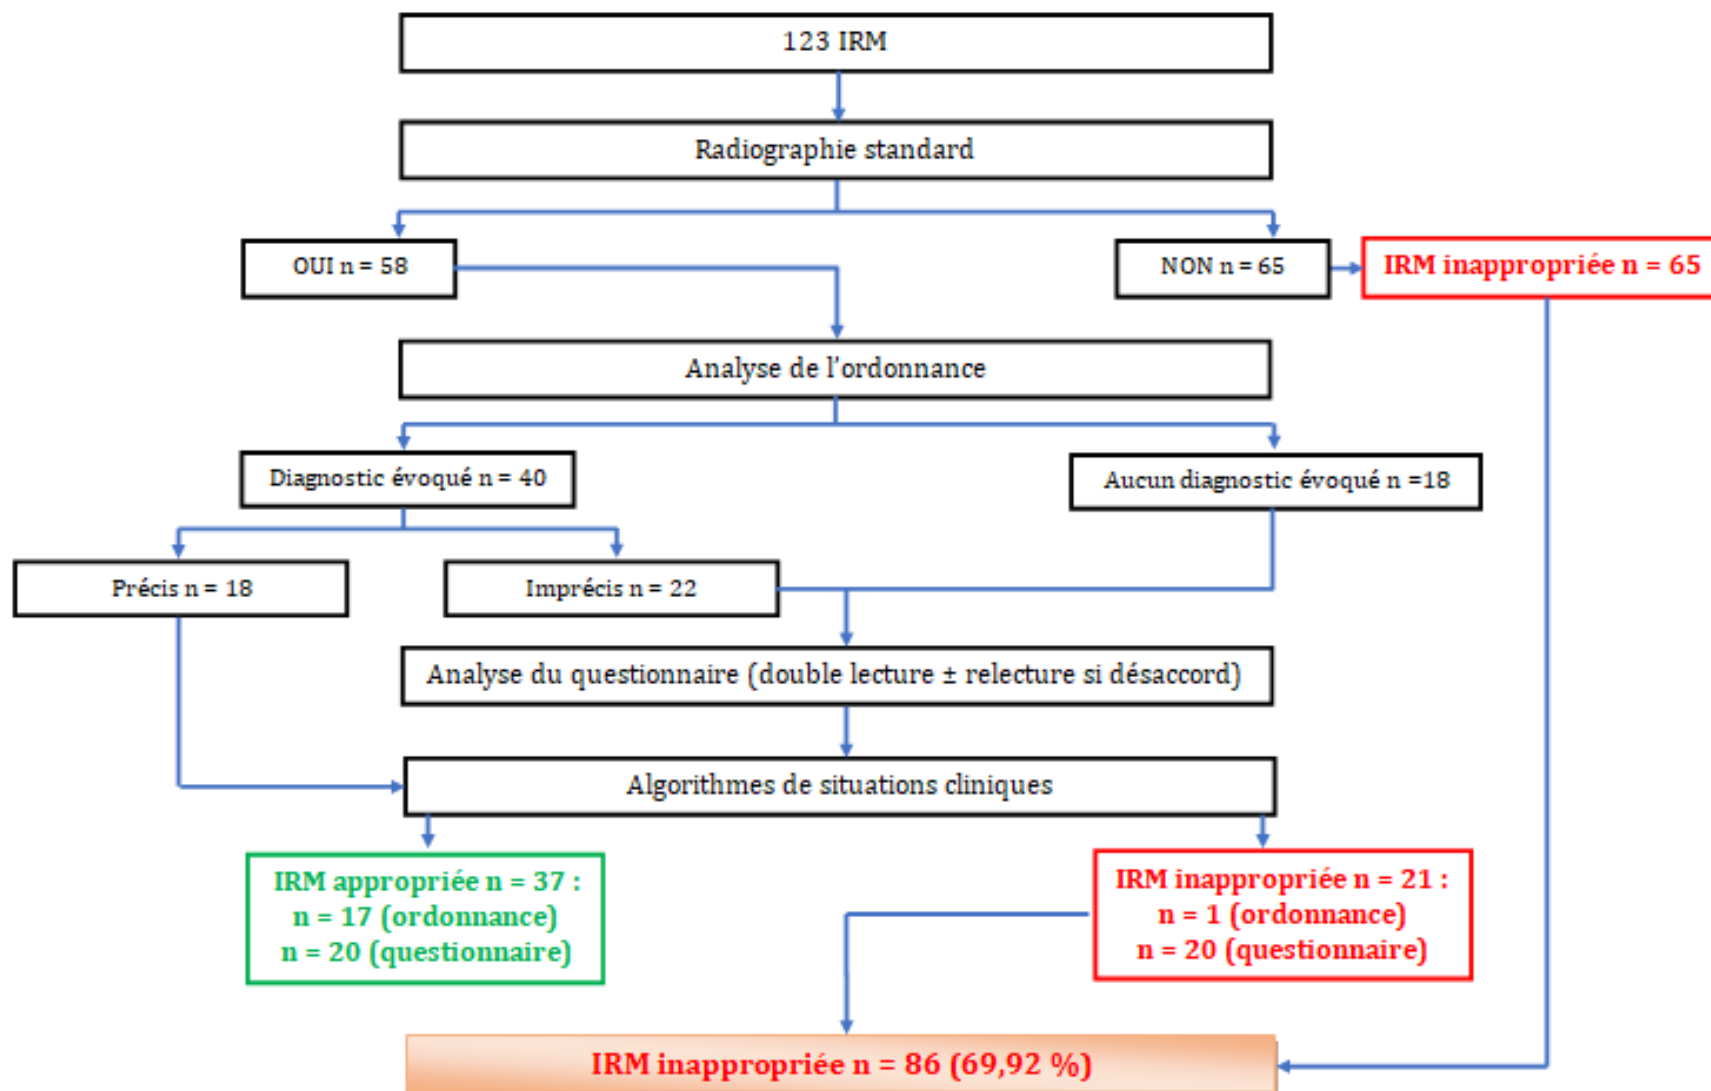 123 IRM
Radiographie standard
OUI n = 58
NON n = 65
IRM inappropriée n = 65
Analyse de l'ordonnance
Diagnostic évoqué n = 40
Aucun diagnostic évoqué n =18
Précis n = 18
Imprécis n = 22
Analyse du questionnaire (double lecture ± relecture si désaccord)
Algorithmes de situations cliniques
IRM appropriée n = 37 :
n = 17 (ordonnance)
n = 20 (questionnaire)
IRM inappropriée n = 21 :
n = 1 (ordonnance)
n = 20 (questionnaire)
IRM inappropriée n = 86 (69,92 %)